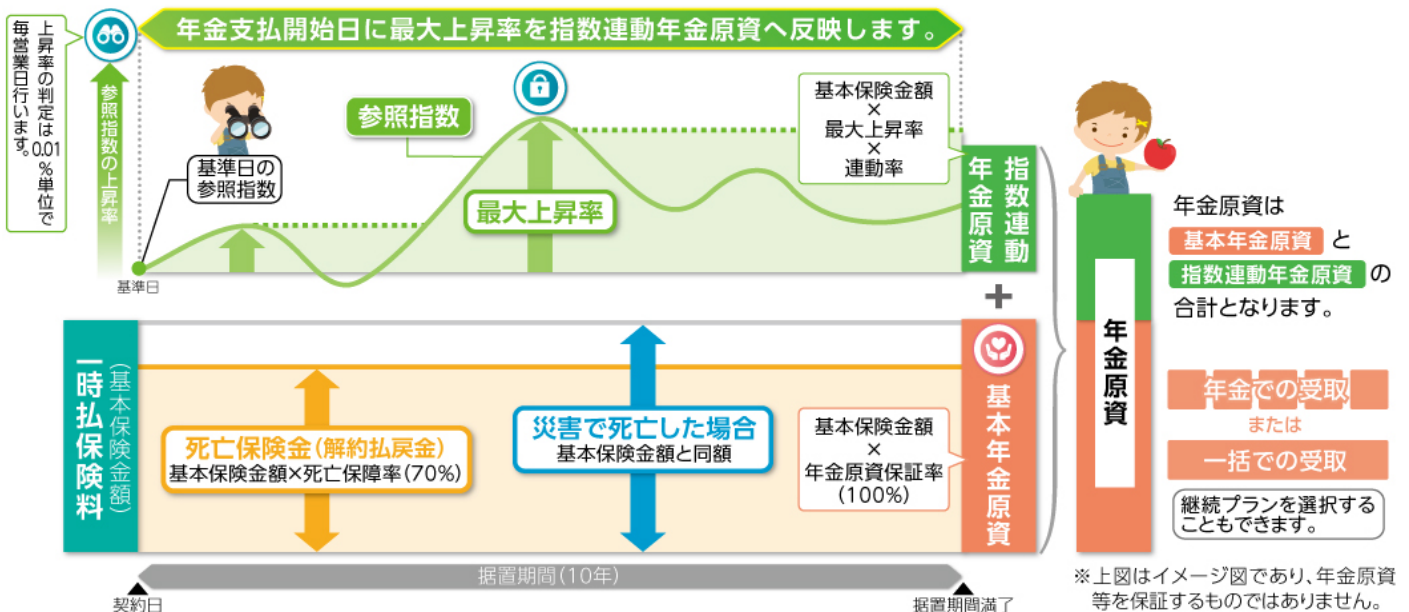 年金支払開始日に最大上昇率を指数連動年金原資へ反映します。
上昇率の判定は0.01%単位で
毎営業日行います。
参照指数の上昇率
基準日の
参照指数
参照指数
最大上昇率
基本保険金額
×
最大上昇率
×
連動率
指数連動
年金原資
基準日
+
一時払保険料
(基本保険金額)
死亡保険金(解約払戻金)
基本保険金額×死亡保障率(70%)
災害で死亡した場合
基本保険金額と同額
基本保険金額
×
年金原資保証率
(100%)
基本年金原資
据置期間(10年)
契約日
据置期間満了
年金原資
年金原資は
基本年金原資 と
指数連動年金原資 の
合計となります。
年金での受取
または
一括での受取
継続プランを選択する
こともできます。
※上図はイメージ図であり、年金原資
等を保証するものではありません。